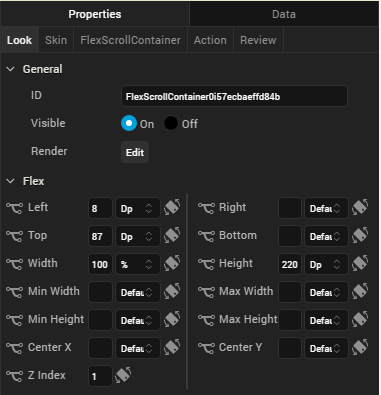 Properties Data
Look Skin FlexScrollContainer Action Review
General
ID FlexScrollContainer0i57ecbaeffd84b
Visible On Off
Render Edit
Flex
Left 8 Dp Right Defau
Top 87 Dp Bottom Defau
Width 100 % Height 220 Dp
Min Width Defau Max Width Defau
Min Height Defau Max Height Defau
Center X Defau Center Y Defau
Z Index 1